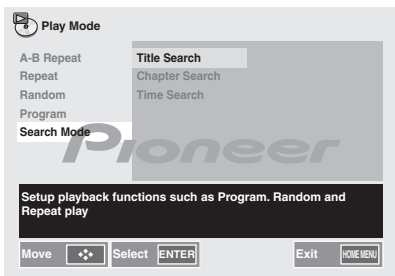 Play Mode
A-B Repeat
Repeat
Random
Program
Search Mode
Title Search
Chapter Search
Time Search
Pioneer
Setup playback functions such as Program. Random and
Repeat play
Move Select ENTER Exit HOME MENU